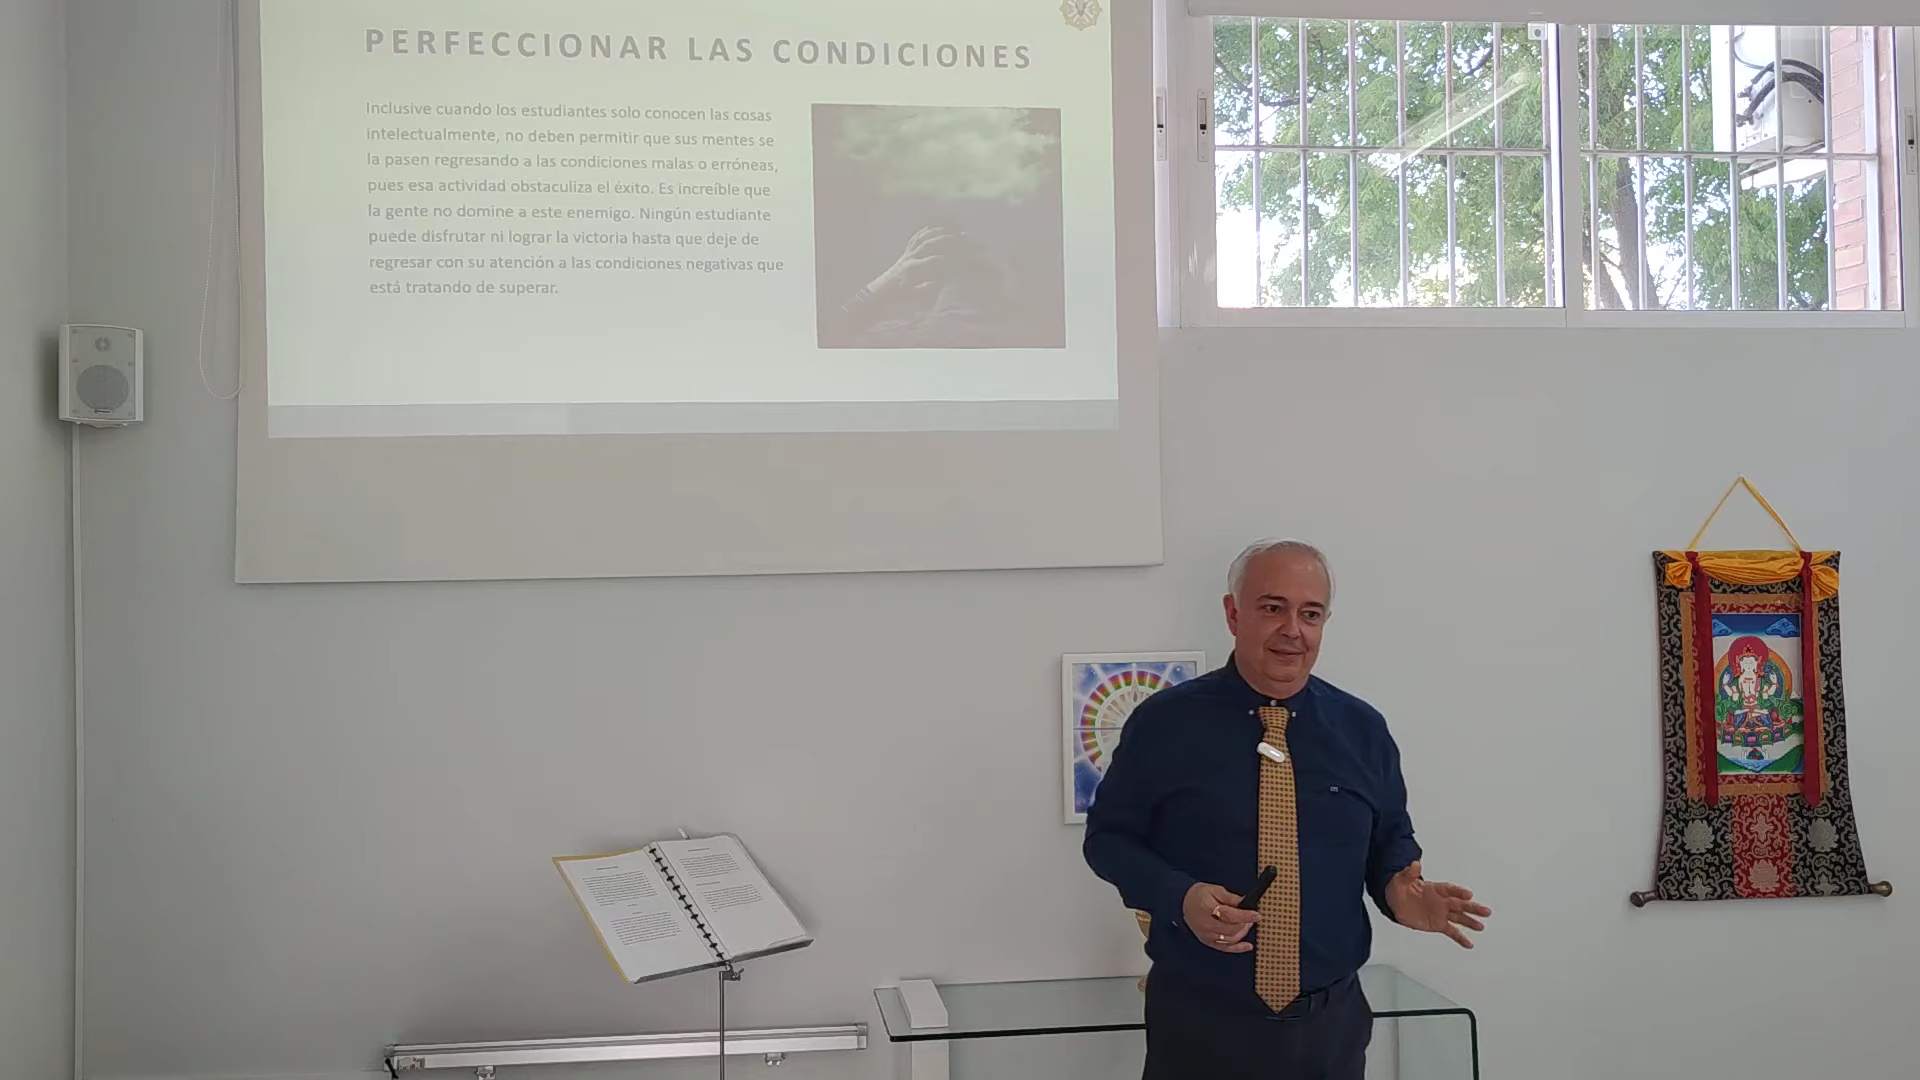 PERFECCIONAR LAS CONDICIONES
Inclusive cuando los estudiantes solo conocen las cosas
intelectualmente, no deben permitir que sus mentes se
la pasen regresando a las condiciones malas o erróneas,
pues esa actividad obstaculiza el éxito. Es increíble que
la gente no domine a este enemigo. Ningún estudiante
puede disfrutar ni lograr la victoria hasta que deje de
regresar con su atención a las condiciones negativas que
está tratando de superar.